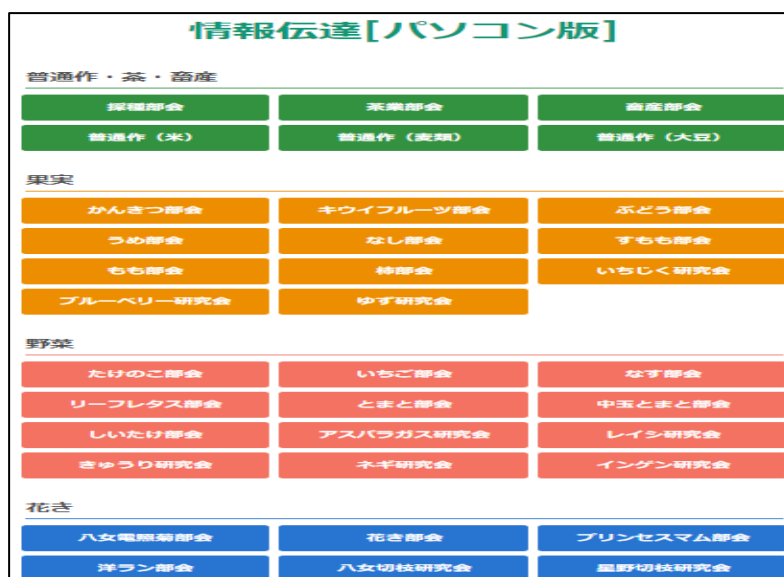 情報伝達[パソコン版]
普通作・茶・畜産
採種部会 茶業部会 畜産部会
普通作（米） 普通作（麦類） 普通作（大豆）
果実
かんきつ部会 キウイフルーツ部会 ぶどう部会
うめ部会 なし部会 すもも部会
もも部会 柿部会 いちじく研究会
ブルーベリー研究会 ゆず研究会
野菜
たけのこ部会 いちご部会 なす部会
リーフレタス部会 とまと部会 中玉とまと部会
しいたけ部会 アスパラガス研究会 レイシ研究会
きゅうり研究会 ネギ研究会 インゲン研究会
花き
八女電照菊部会 花き部会 プリンセスマム部会
洋ラン部会 八女切枝研究会 星野切枝研究会